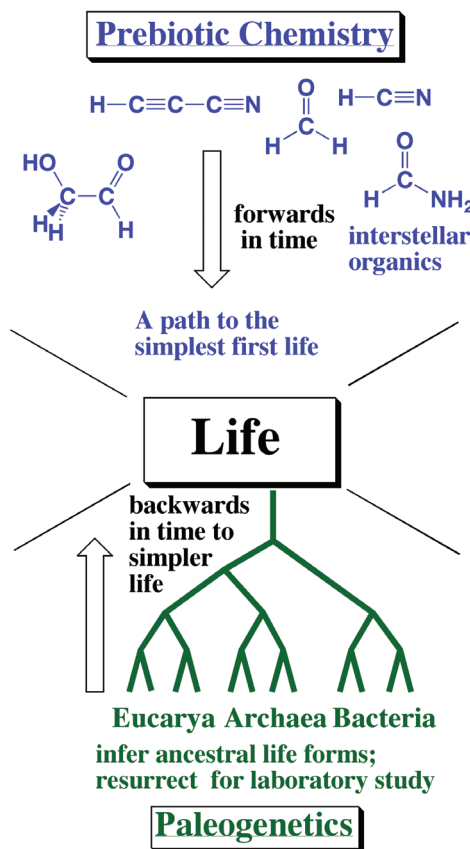 Prebiotic Chemistry
H–C≡C–C≡N
O
C
H H
H–C≡N
HO O
C–C
H H H
O
C
H NH2
forwards
in time
interstellar
organics
A path to the
simplest first life
Life
backwards
in time to
simpler
life
Eucarya Archaea Bacteria
infer ancestral life forms;
resurrect for laboratory study
Paleogenetics